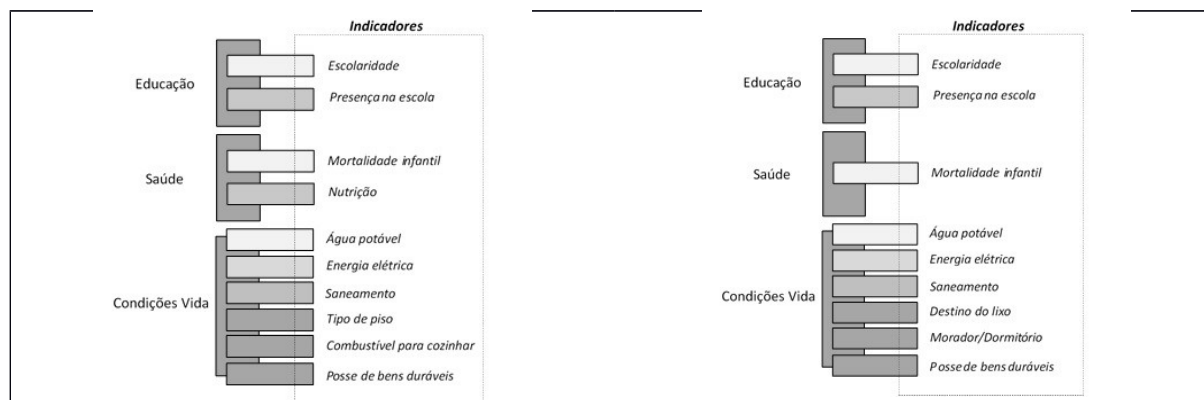 Indicadores
Educação
Escolaridade
Presença na escola
Saúde
Mortalidade infantil
Nutrição
Condições Vida
Água potável
Energia elétrica
Saneamento
Tipo de piso
Combustível para cozinhar
Posse de bens duráveis
Indicadores
Educação
Escolaridade
Presença na escola
Saúde
Mortalidade infantil
Condições Vida
Água potável
Energia elétrica
Saneamento
Destino do lixo
Morador/Dormitório
Posse de bens duráveis